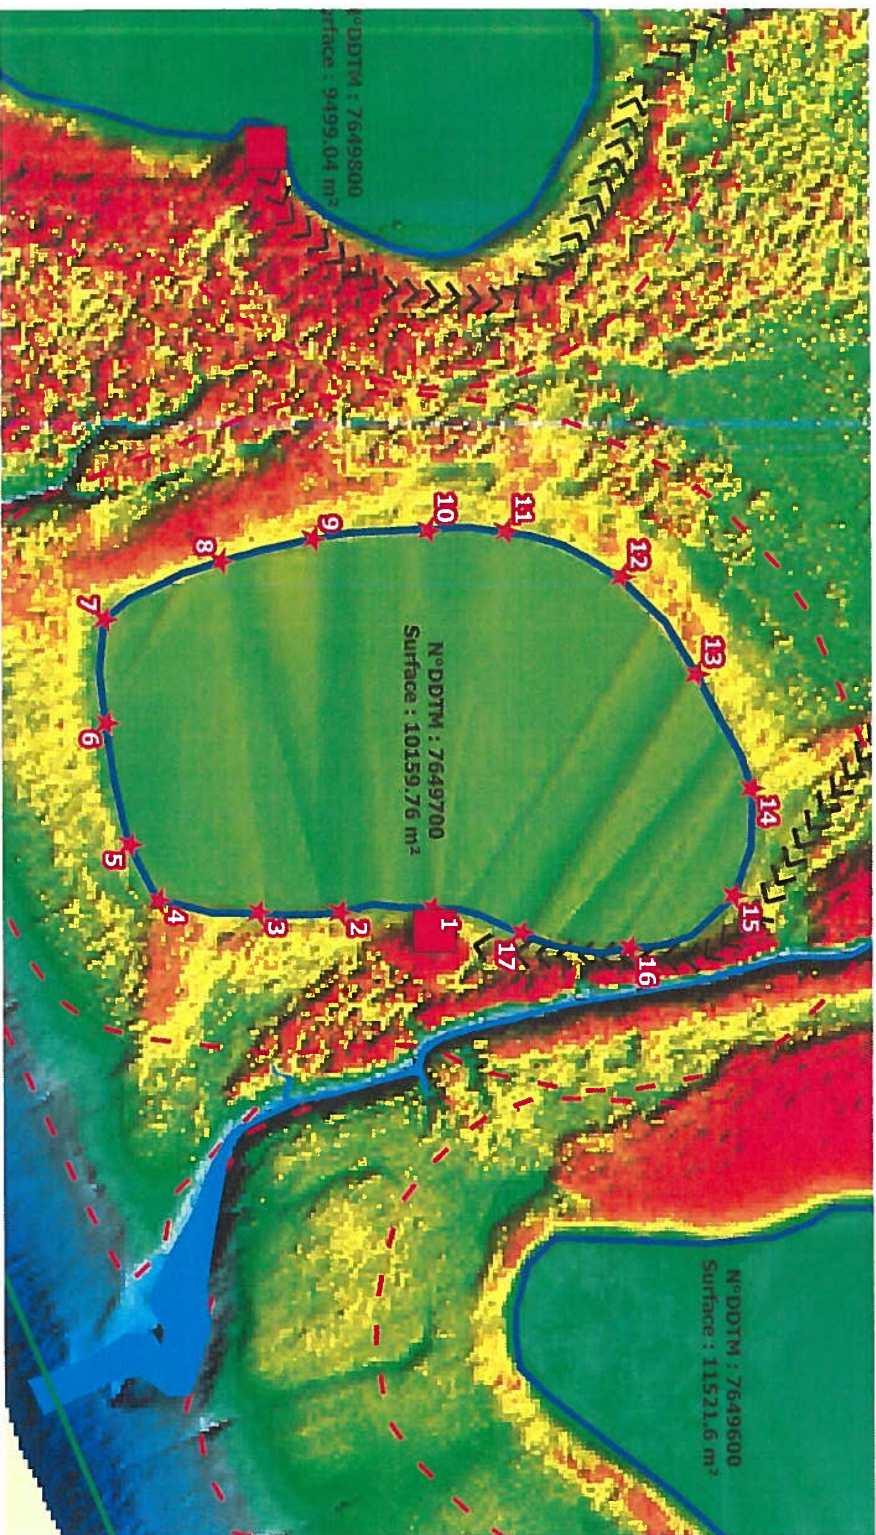 N°DDTM : 7649800
Surface : 9499.04 m²
11
10
9
8
7
12
13
14
N°DDTM : 7649700
Surface : 10159.76 m²
6
5
4
3
2
1
17
16
15
N°DDTM : 7649600
Surface : 11521.6 m²